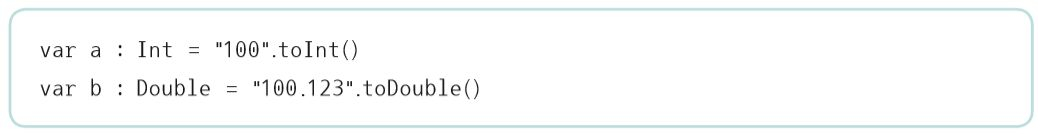 var a : Int = "100".toInt()
var b : Double = "100.123".toDouble()